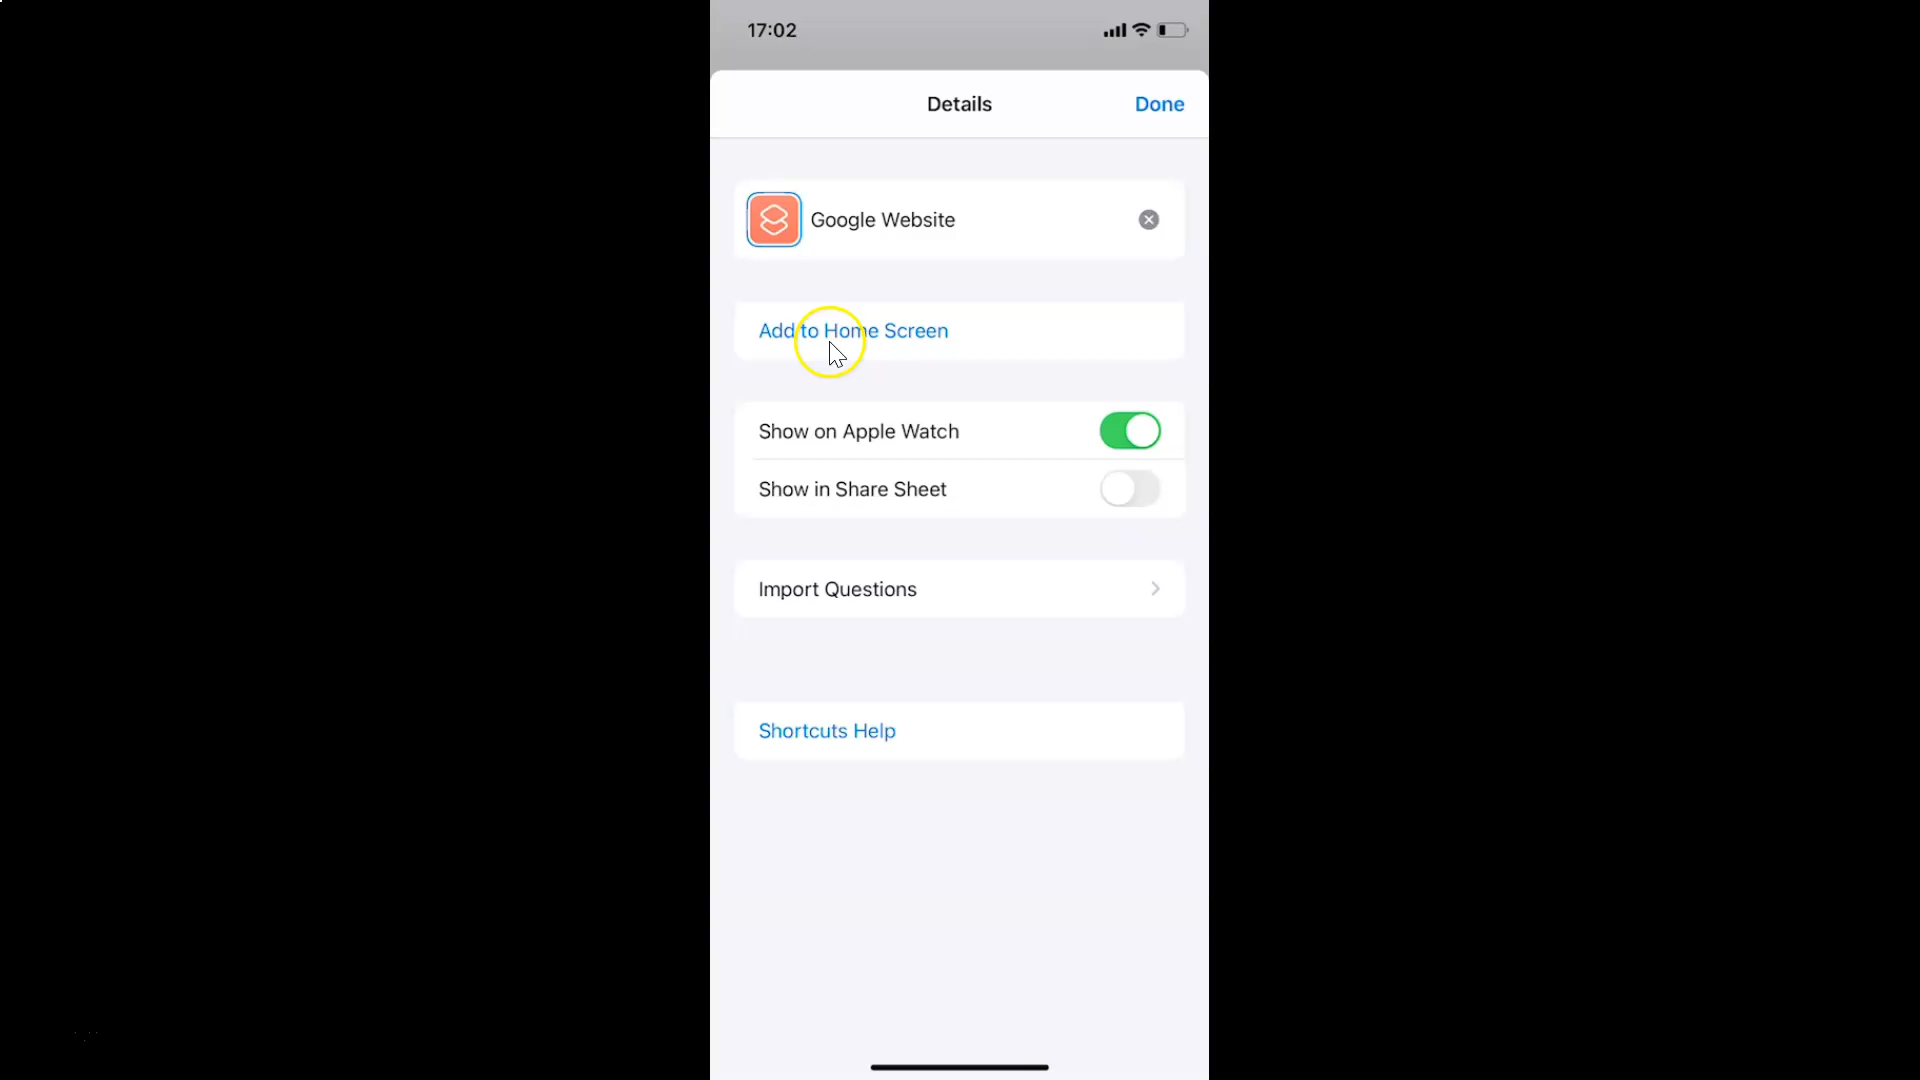 17:02
Details
Done
Google Website
Add to Home Screen
Show on Apple Watch
Show in Share Sheet
Import Questions
Shortcuts Help